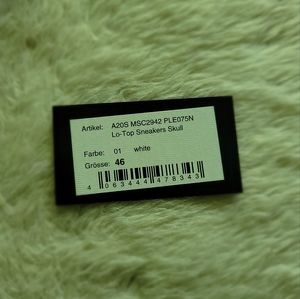 Artikel: A20S MSC2942 PLE075N
Lo-Top Sneakers Skull
Farbe: 01 white
Grösse: 46
4 063444 478343